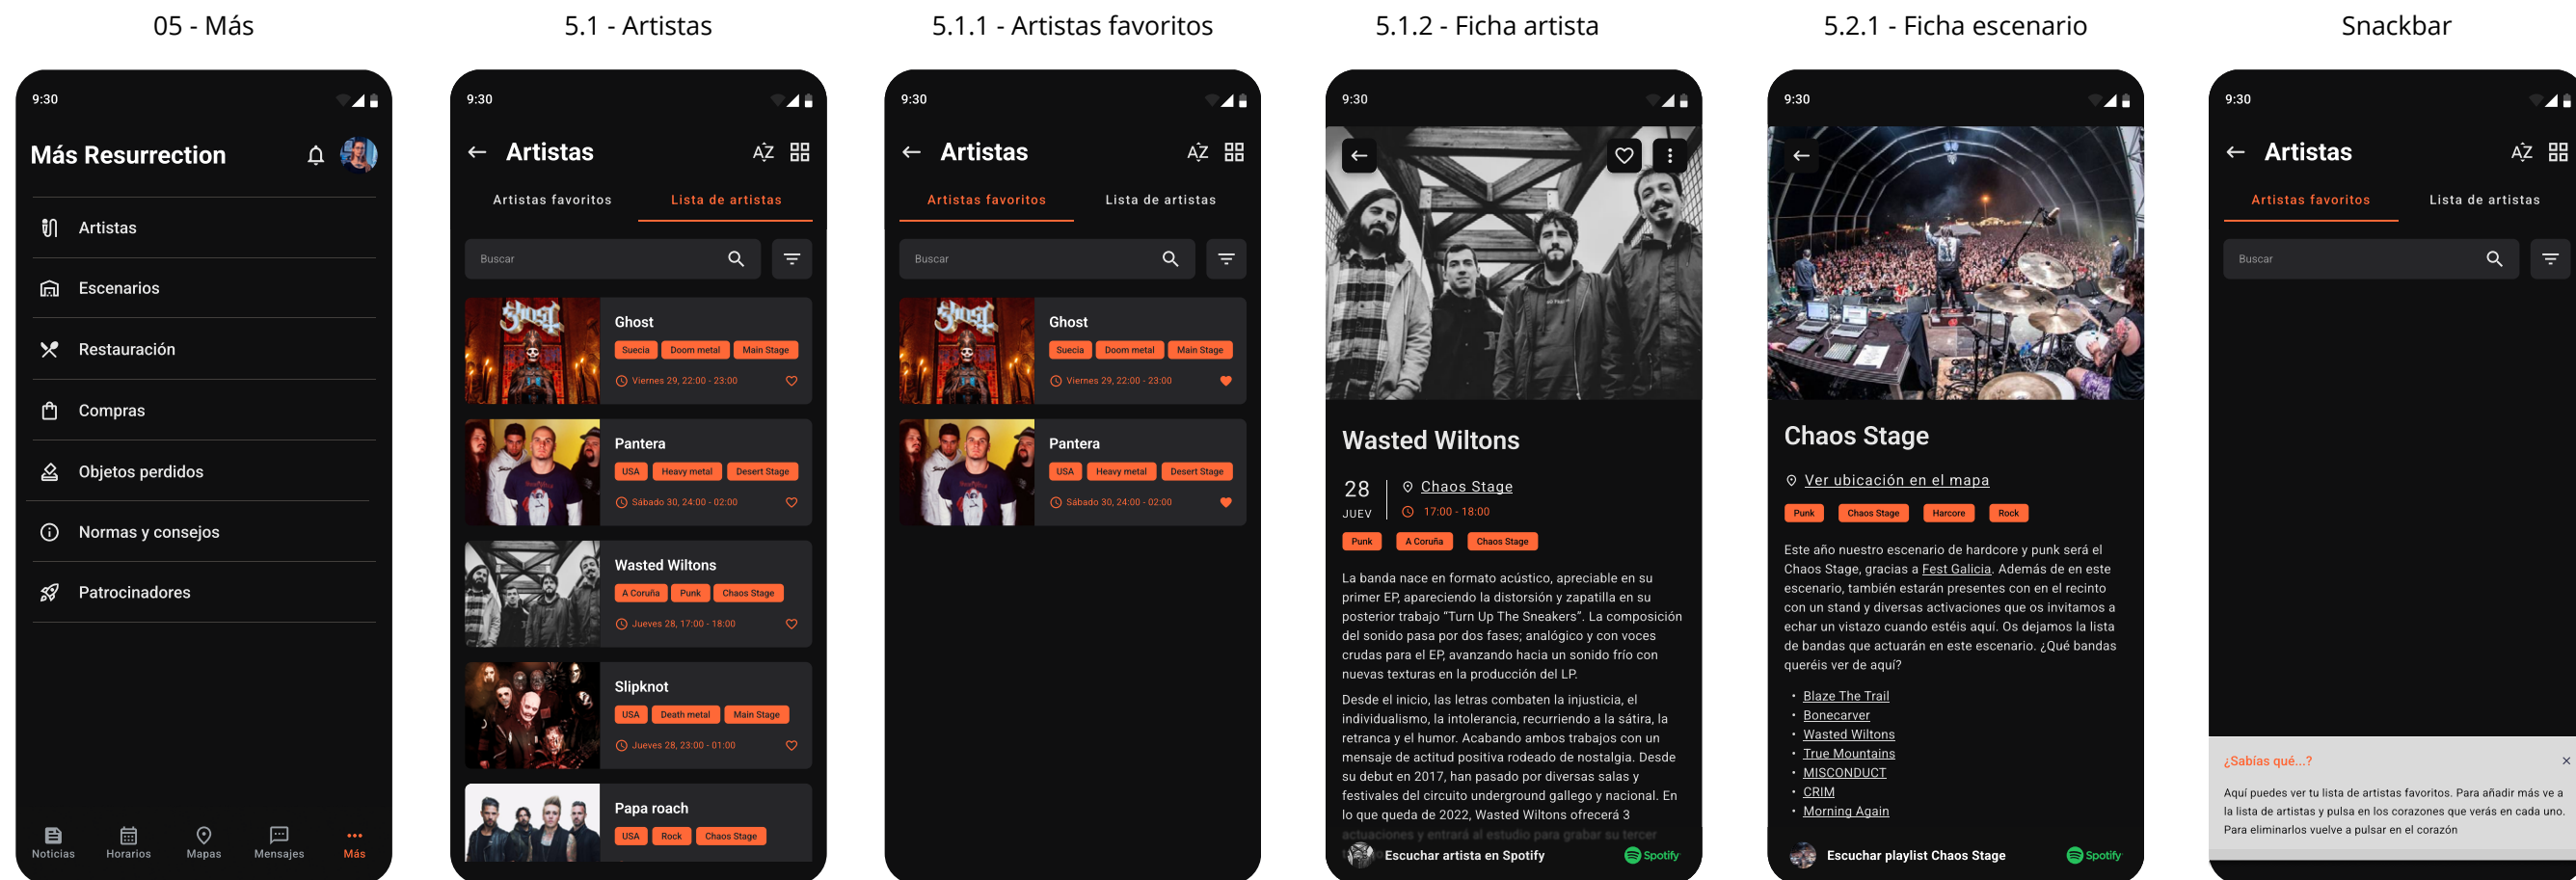 05 - Más
9:30
Más Resurrection
Artistas
Escenarios
Restauración
Compras
Objetos perdidos
Normas y consejos
Patrocinadores
Noticias
Horarios
Mapas
Mensajes
Más
5.1 - Artistas
9:30
Artistas
AZ
Artistas favoritos
Lista de artistas
Buscar
Ghost
Ghost
Suecia
Doom metal
Main Stage
Viernes 29, 22:00 - 23:00
Pantera
USA
Heavy metal
Desert Stage
Sábado 30, 24:00 - 02:00
Wasted Wiltons
A Coruña
Punk
Chaos Stage
Jueves 28, 17:00 - 18:00
Slipknot
USA
Death metal
Main Stage
Jueves 28, 23:00 - 01:00
Papa roach
USA
Rock
Chaos Stage
5.1.1 - Artistas favoritos
9:30
Artistas
AZ
Artistas favoritos
Lista de artistas
Buscar
Ghost
Ghost
Suecia
Doom metal
Main Stage
Viernes 29, 22:00 - 23:00
Pantera
USA
Heavy metal
Desert Stage
Sábado 30, 24:00 - 02:00
5.1.2 - Ficha artista
9:30
Wasted Wiltons
28
JUEV
Chaos Stage
17:00 - 18:00
Punk
A Coruña
Chaos Stage
La banda nace en formato acústico, apreciable en su
primer EP, apareciendo la distorsión y zapatilla en su
posterior trabajo “Turn Up The Sneakers”. La composición
del sonido pasa por dos fases; analógico y con voces
crudas para el EP, avanzando hacia un sonido frío con
nuevas texturas en la producción del LP.
Desde el inicio, las letras combaten la injusticia, el
individualismo, la intolerancia, recurriendo a la sátira, la
retranca y el humor. Acabando ambos trabajos con un
mensaje de actitud positiva rodeado de nostalgia. Desde
su debut en 2017, han pasado por diversas salas y
festivales del circuito underground gallego y nacional. En
lo que queda de 2022, Wasted Wiltons ofrecerá 3
actuaciones y entrará al estudio para grabar su tercer
Escuchar artista en Spotify
Spotify
5.2.1 - Ficha escenario
9:30
Chaos Stage
Ver ubicación en el mapa
Punk
Chaos Stage
Harcore
Rock
Este año nuestro escenario de hardcore y punk será el
Chaos Stage, gracias a Fest Galicia. Además de en este
escenario, también estarán presentes con en el recinto
con un stand y diversas activaciones que os invitamos a
echar un vistazo cuando estéis aquí. Os dejamos la lista
de bandas que actuarán en este escenario. ¿Qué bandas
queréis ver de aquí?
• Blaze The Trail
• Bonecarver
• Wasted Wiltons
• True Mountains
• MISCONDUCT
• CRIM
• Morning Again
Escuchar playlist Chaos Stage
Spotify
Snackbar
9:30
Artistas
AZ
Artistas favoritos
Lista de artistas
Buscar
¿Sabías qué...?
Aquí puedes ver tu lista de artistas favoritos. Para añadir más ve a
la lista de artistas y pulsa en los corazones que verás en cada uno.
Para eliminarlos vuelve a pulsar en el corazón